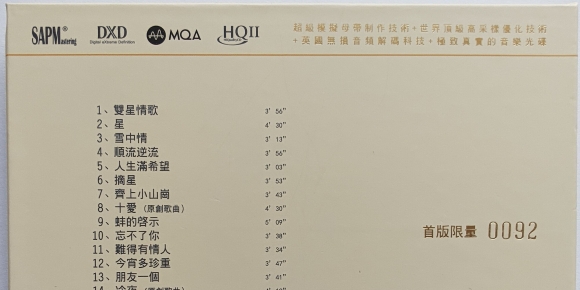 SAPM® Mastering DXD Digital eXtreme Definition MQA HQII
超級模擬母帶制作技術+世界頂級高采樣優化技術
+英國無損音頻解碼科技+極致真實的音樂光碟
1、雙星情歌 3′ 56″
2、星 4′ 30″
3、雪中情 3′ 13″
4、順流逆流 3′ 56″
5、人生滿希望 3′ 03″
6、摘星 3′ 53″
7、齊上小山崗 3′ 43″
8、十愛（原創歌曲） 4′ 30″
9、蚌的啓示 5′ 09″
10、忘不了你 3′ 38″
首版限量 0092
11、難得有情人 3′ 34″
12、今宵多珍重 3′ 47″
13、朋友一個 3′ 41″